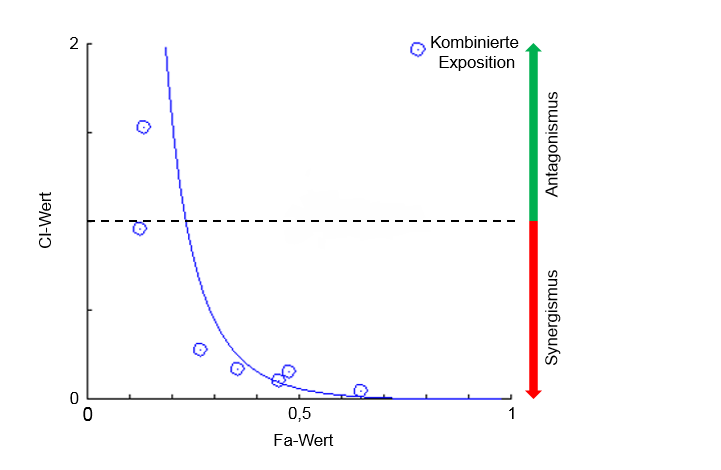 2
Kombinierte
Exposition
Antagonismus
CI-Wert
Synergismus
0
0
0,5
1
Fa-Wert